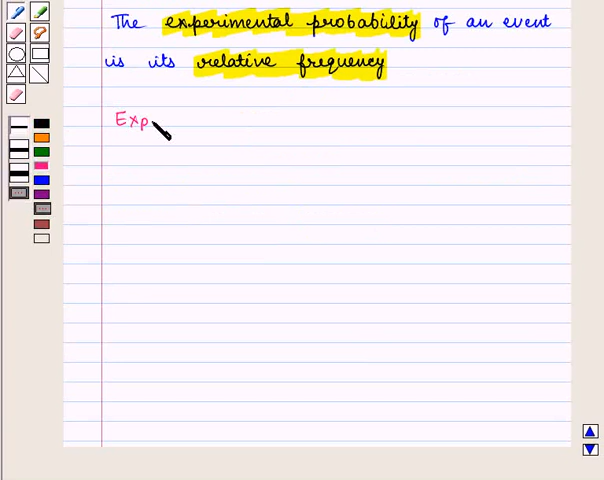 The experimental probability of an event
is its relative frequency
Exp